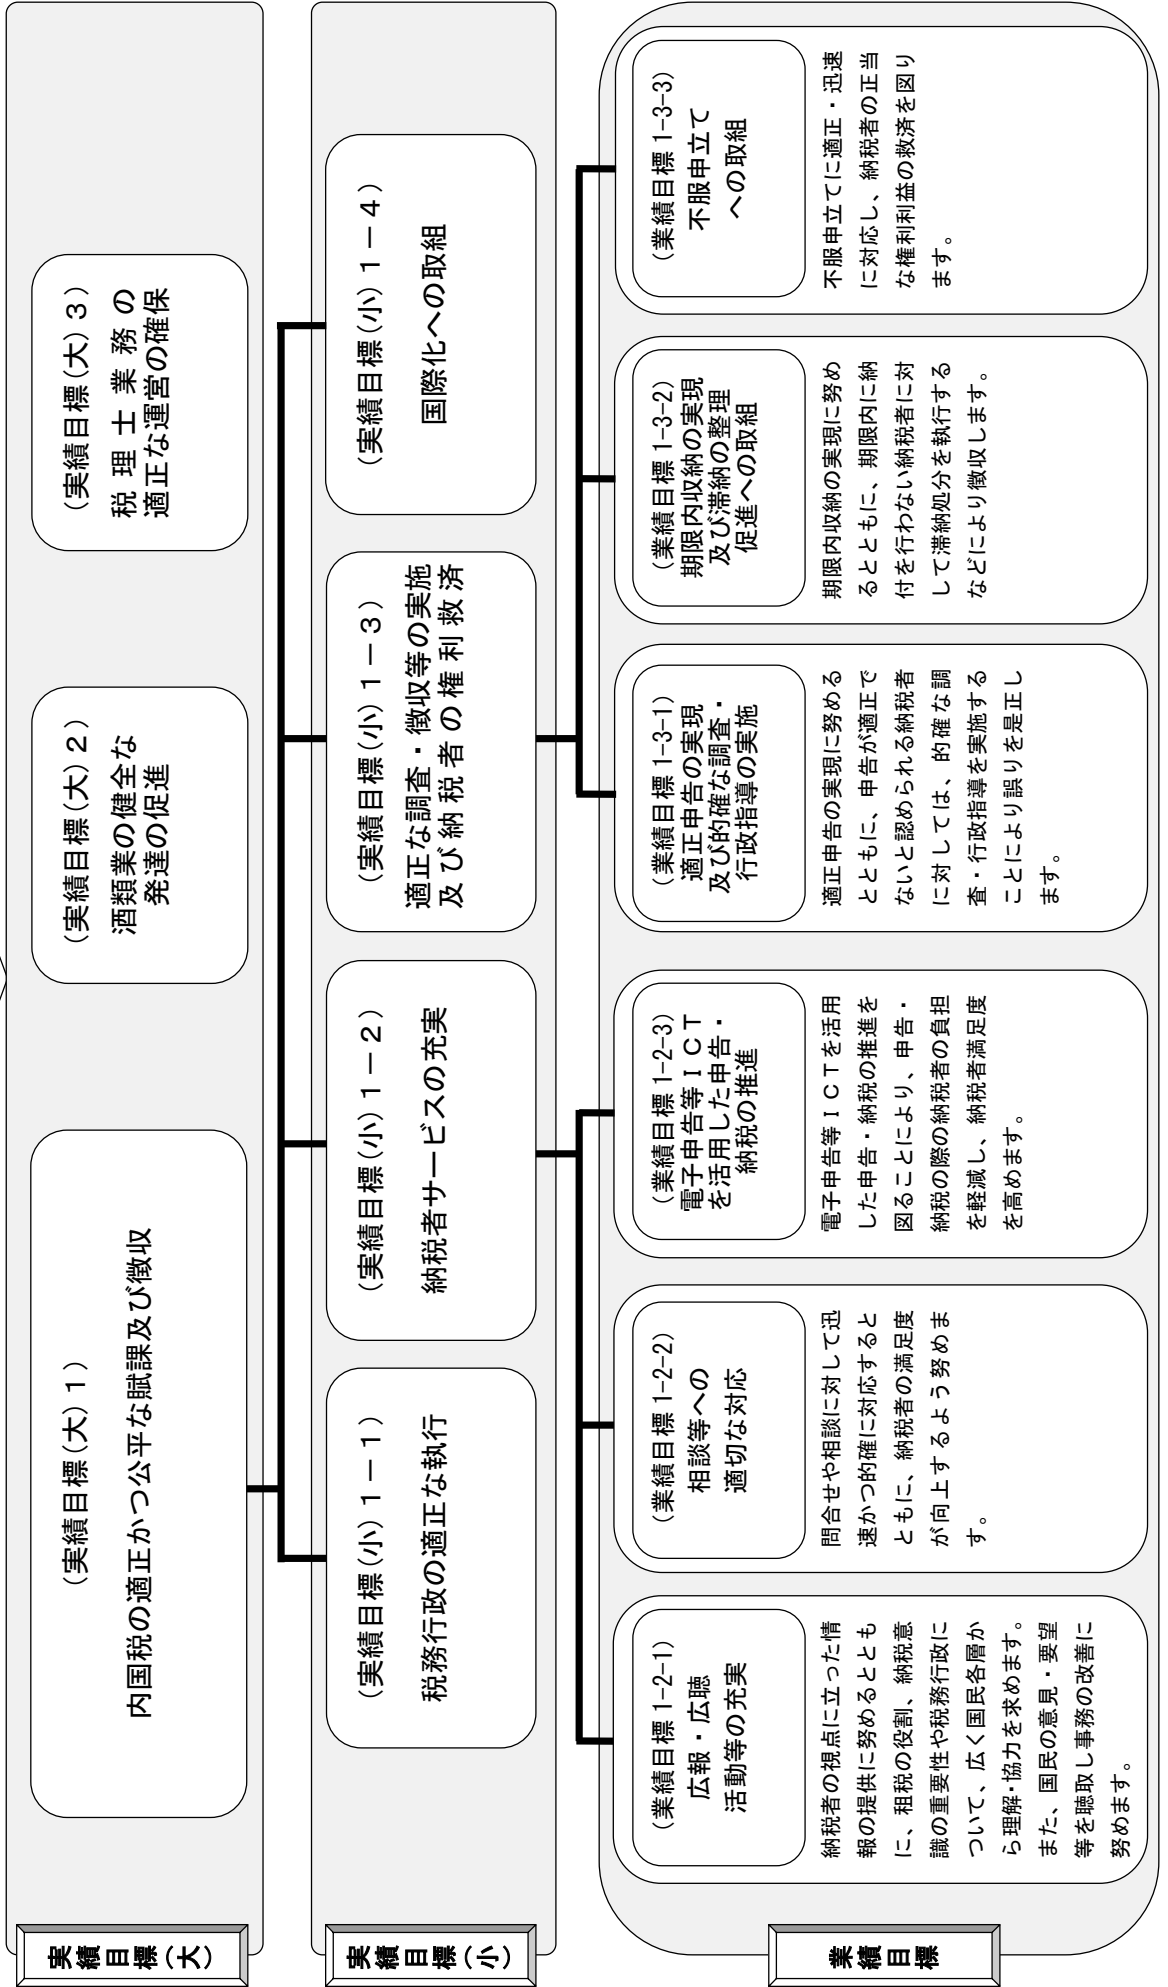 実績目標(大)
(実績目標(大)１)
内国税の適正かつ公平な賦課及び徴収
(実績目標(大)２)
酒類業の健全な
発達の促進
(実績目標(大)３)
税理士業務の
適正な運営の確保
実績目標(小)
(実績目標(小)１－１)
税務行政の適正な執行
(実績目標(小)１－２)
納税者サービスの充実
(実績目標(小)１－３)
適正な調査・徴収等の実施
及び納税者の権利救済
(実績目標(小)１－４)
国際化への取組
業績目標
(業績目標 1-2-1)
広報・広聴
活動等の充実
納税者の視点に立った情
報の提供に努めるととも
に、租税の役割、納税意
識の重要性や税務行政に
ついて、広く国民各層か
ら理解・協力を求めます。
また、国民の意見・要望
等を聴取し事務の改善に
努めます。
(業績目標 1-2-2)
相談等への
適切な対応
問合せや相談に対して迅
速かつ的確に対応すると
ともに、納税者の満足度
が向上するよう努めま
す。
(業績目標 1-2-3)
電子申告等ＩＣＴ
を活用した申告・
納税の推進
電子申告等ＩＣＴを活用
した申告・納税の推進を
図ることにより、申告・
納税の際の納税者の負担
を軽減し、納税者満足度
を高めます。
(業績目標 1-3-1)
適正申告の実現
及び的確な調査・
行政指導の実施
適正申告の実現に努める
とともに、申告が適正で
ないと認められる納税者
に対しては、的確な調
査・行政指導を実施する
ことにより誤りを是正し
ます。
(業績目標 1-3-2)
期限内収納の実現
及び滞納の整理
促進への取組
期限内収納の実現に努め
るとともに、期限内に納
付を行わない納税者に対
して滞納処分を執行する
などにより徴収します。
(業績目標 1-3-3)
不服申立て
への取組
不服申立てに適正・迅速
に対応し、納税者の正当
な権利利益の救済を図り
ます。